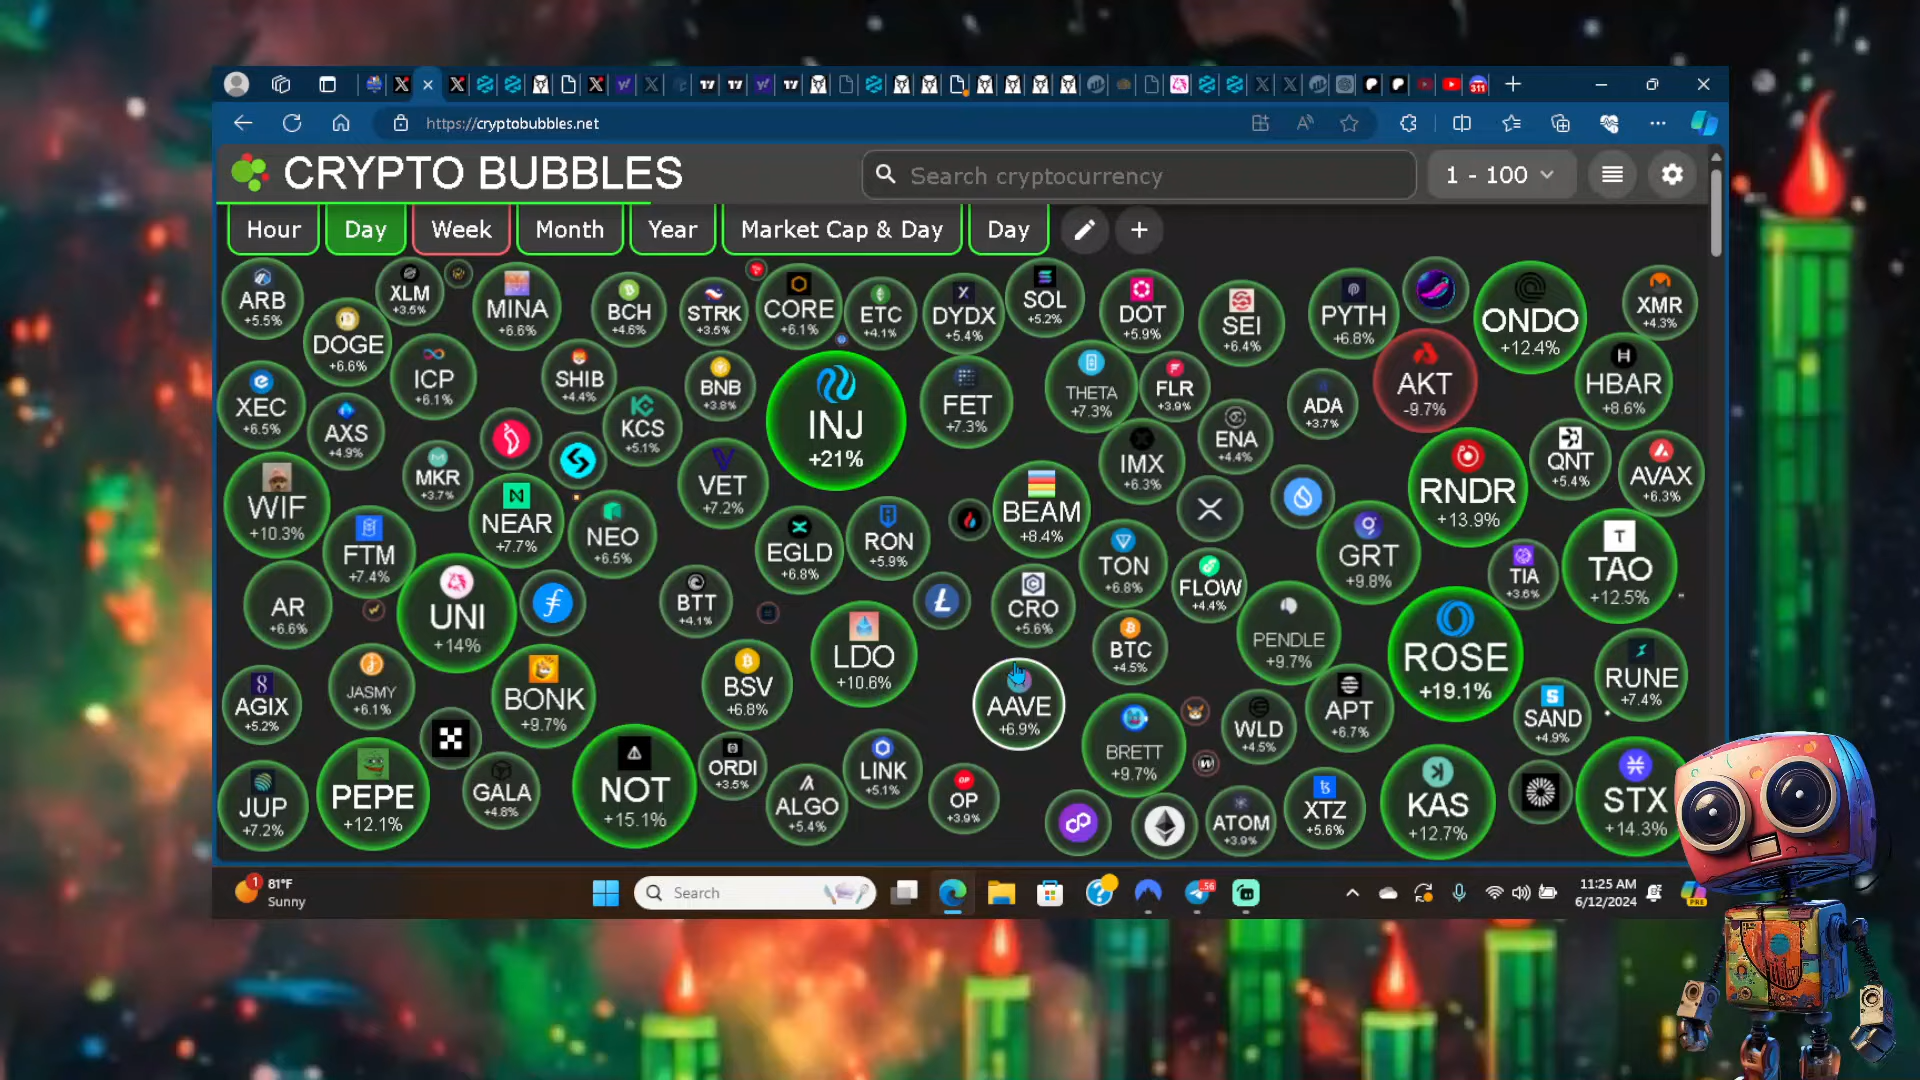 https://cryptobubbles.net
CRYPTO BUBBLES
Search cryptocurrency
1 - 100
Hour
Day
Week
Month
Year
Market Cap & Day
Day
ARB
+5.5%
XLM
+3.5%
MINA
+6.6%
BCH
+4.6%
STRK
+3.5%
CORE
+6.1%
ETC
+4.1%
DYDX
+5.4%
SOL
+5.2%
DOT
+5.9%
SEI
+6.4%
PYTH
+6.8%
ONDO
+12.4%
XMR
+4.3%
DOGE
+6.6%
ICP
+6.1%
SHIB
+4.4%
BNB
+3.8%
INJ
+21%
FET
+7.3%
THETA
+7.3%
FLR
+3.9%
ADA
+3.7%
AKT
-9.7%
HBAR
+8.6%
XEC
+6.5%
AXS
+4.9%
KCS
+5.1%
ENA
+4.4%
MKR
+3.7%
VET
+7.2%
IMX
+6.3%
RNDR
+13.9%
QNT
+5.4%
AVAX
+6.3%
WIF
+10.3%
NEAR
+7.7%
NEO
+6.5%
BEAM
+8.4%
FTM
+7.4%
EGLD
+6.8%
RON
+5.9%
TON
+6.8%
GRT
+9.8%
TIA
+3.6%
T
TAO
+12.5%
AR
+6.6%
UNI
+14%
BTT
+4.1%
CRO
+5.6%
FLOW
+4.4%
LDO
+10.6%
BTC
+4.5%
PENDLE
+9.7%
ROSE
+19.1%
RUNE
+7.4%
AGIX
+5.2%
JASMY
+6.1%
BONK
+9.7%
BSV
+6.8%
AAVE
+6.9%
BRETT
+9.7%
WLD
+4.5%
APT
+6.7%
SAND
+4.9%
JUP
+7.2%
PEPE
+12.1%
GALA
+4.8%
NOT
+15.1%
ORDI
+3.5%
ALGO
+5.4%
LINK
+5.1%
OP
OP
+3.9%
ATOM
+3.9%
XTZ
+5.6%
KAS
+12.7%
STX
+14.3%
1
81°F
Sunny
Search
56
11:25 AM
6/12/2024
PRE